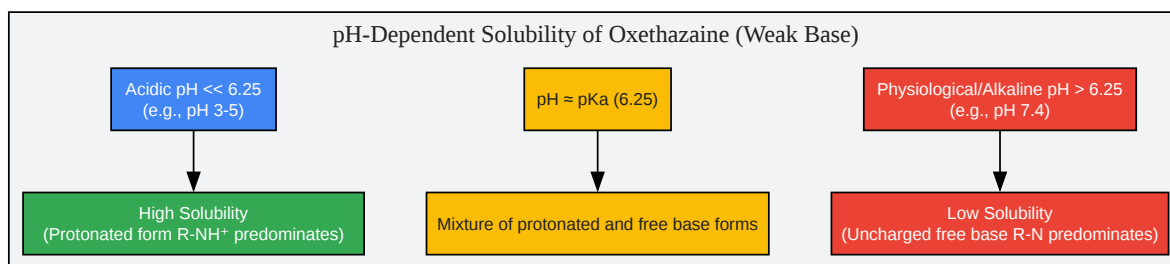 pH-Dependent Solubility of Oxethazaine (Weak Base)
Acidic pH << 6.25
(e.g., pH 3-5)
pH ≈ pKa (6.25)
Physiological/Alkaline pH > 6.25
(e.g., pH 7.4)
High Solubility
(Protonated form R-NH⁺ predominates)
Mixture of protonated and free base forms
Low Solubility
(Uncharged free base R-N predominates)